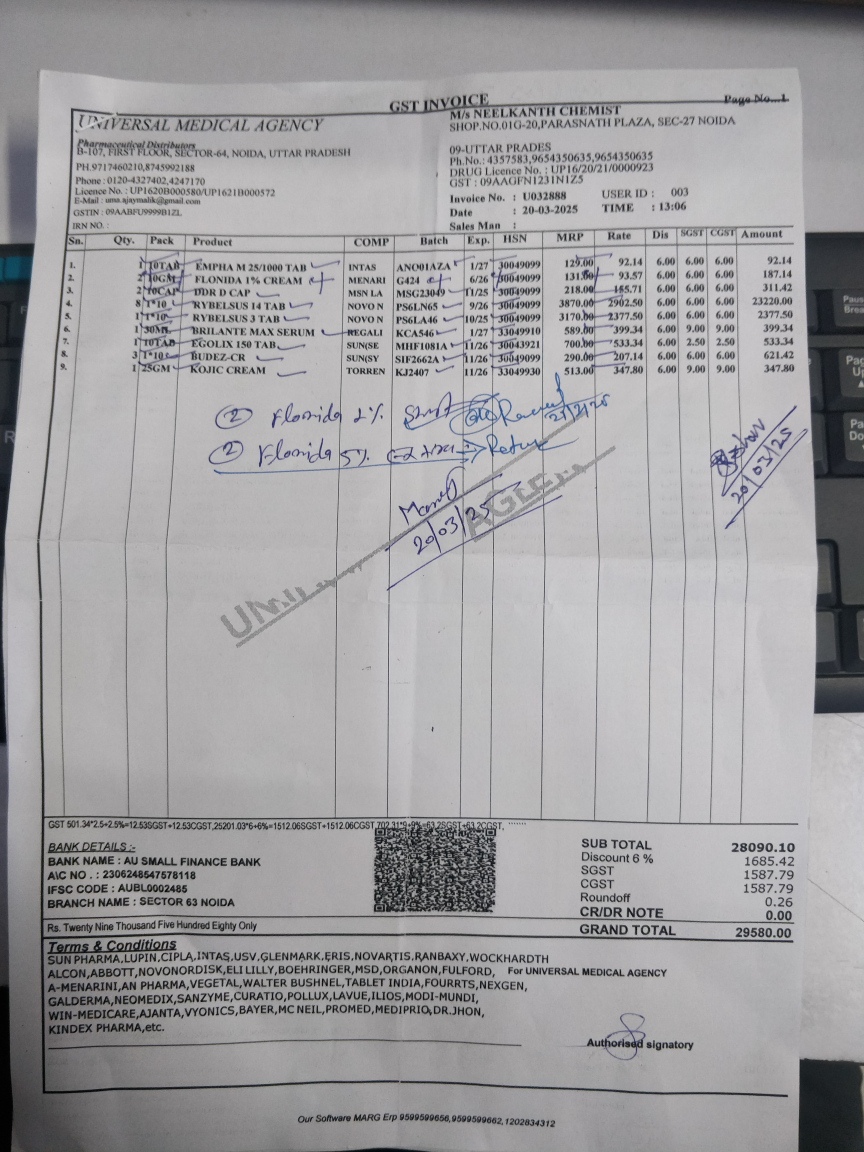 GST INVOICE
Page No...1
UNIVERSAL MEDICAL AGENCY
Pharmaceutical Distributors
B-107, FIRST FLOOR, SECTOR-64, NOIDA, UTTAR PRADESH
PH.9717460210,8745992188
Phone : 0120-4327402,4247170
Licence No. : UP1620B000580/UP1621B000572
E-Mail : uma.ajaymalik@gmail.com
GSTIN : 09AABFU9999B1ZL
IRN NO. :
M/s NEELKANTH CHEMIST
SHOP.NO.01G-20,PARASNATH PLAZA, SEC-27 NOIDA
09-UTTAR PRADES
Ph.No.: 4357583,9654350635,9654350635
DRUG Licence No.: UP16/20/21/0000923
GST : 09AAGFN1231N1Z5
Invoice No. : U032888 USER ID : 003
Date : 20-03-2025 TIME : 13:06
Sales Man :
Sn. Qty. Pack Product COMP Batch Exp. HSN MRP Rate Dis SGST CGST Amount
1. 1 10TAB EMPHA M 25/1000 TAB INTAS ANO01AZA 1/27 30049099 129.00 92.14 6.00 6.00 6.00 92.14
2. 2 10GM FLONIDA 1% CREAM MENARI G424 6/26 30049099 131.00 93.57 6.00 6.00 6.00 187.14
3. 2 10CAP DDR D CAP MSN LA MSG23049 11/25 30049099 218.00 155.71 6.00 6.00 6.00 311.42
4. 8 1*10 RYBELSUS 14 TAB NOVO N PS6LN65 9/26 30049099 3870.00 2902.50 6.00 6.00 6.00 23220.00
5. 1 1*10 RYBELSUS 3 TAB NOVO N PS6LA46 10/25 30049099 3170.00 2377.50 6.00 6.00 6.00 2377.50
6. 1 30ML BRILANTE MAX SERUM REGALI KCA546 1/27 33049910 589.00 399.34 6.00 9.00 9.00 399.34
7. 1 10TAB EGOLIX 150 TAB SUN(SE MHF1081A 11/26 30043921 700.00 533.34 6.00 2.50 2.50 533.34
8. 3 1*10 BUDEZ-CR SUN(SY SIF2662A 11/26 30049099 290.00 207.14 6.00 6.00 6.00 621.42
9. 1 25GM KOJIC CREAM TORREN KJ2407 11/26 33049930 513.00 347.80 6.00 9.00 9.00 347.80
② Flonida 1%
② Flonida 5%
20/03/25
20/03/25
GST 501.34*2.5+2.5%=12.53SGST+12.53CGST,25201.03*6+6%=1512.06SGST+1512.06CGST,702.31*9+9%=63.2SGST+63.2CGST,
BANK DETAILS :-
BANK NAME : AU SMALL FINANCE BANK
A\C NO . : 2306248547578118
IFSC CODE : AUBL0002485
BRANCH NAME : SECTOR 63 NOIDA
SUB TOTAL 28090.10
Discount 6 % 1685.42
SGST 1587.79
CGST 1587.79
Roundoff 0.26
CR/DR NOTE 0.00
Rs. Twenty Nine Thousand Five Hundred Eighty Only
GRAND TOTAL 29580.00
Terms & Conditions
SUN PHARMA,LUPIN,CIPLA,INTAS,USV,GLENMARK,ERIS,NOVARTIS,RANBAXY,WOCKHARDTH
ALCON,ABBOTT,NOVONORDISK,ELI LILLY,BOEHRINGER,MSD,ORGANON,FULFORD,
A-MENARINI,AN PHARMA,VEGETAL,WALTER BUSHNEL,TABLET INDIA,FOURRTS,NEXGEN,
GALDERMA,NEOMEDIX,SANZYME,CURATIO,POLLUX,LAVUE,ILIOS,MODI-MUNDI,
WIN-MEDICARE,AJANTA,VYONICS,BAYER,MC NEIL,PROMED,MEDIPRIO,DR.JHON,
KINDEX PHARMA,etc.
For UNIVERSAL MEDICAL AGENCY
Authorised signatory
Our Software MARG Erp 9599599656,9599599662,1202834312